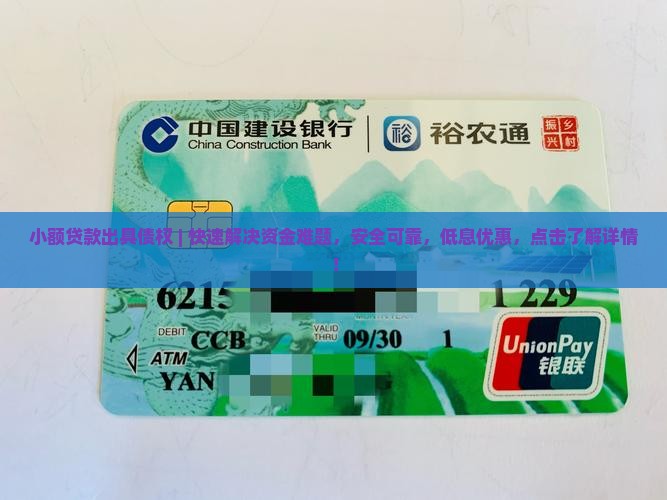 中国建设银行
China Construction Bank
裕
裕农通
振兴乡村
小额贷款出具债权 | 快速解决资金难题，安全可靠，低息优惠，点击了解详情
!
6215
1 229
MONTH/YEAR
DEBIT CCB
VALID THRU 09/30 1
ATM
YAN
UnionPay
银联